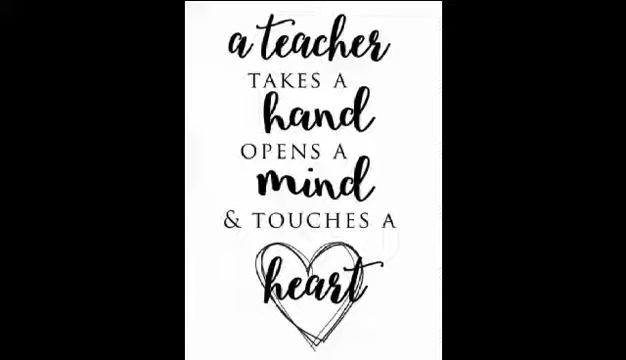 a teacher
TAKES A
hand
OPENS A
mind
& TOUCHES A
heart